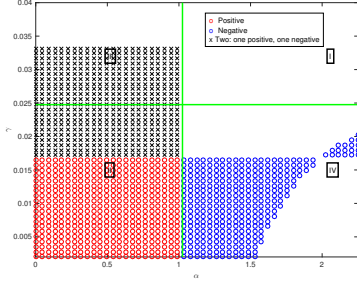 0.04
Positive
Negative
x Two: one positive, one negative
0.035
I
0.03
0.025
γ
0.02
0.015
IV
0.01
0.005
0 0.5 1 1.5 2
α